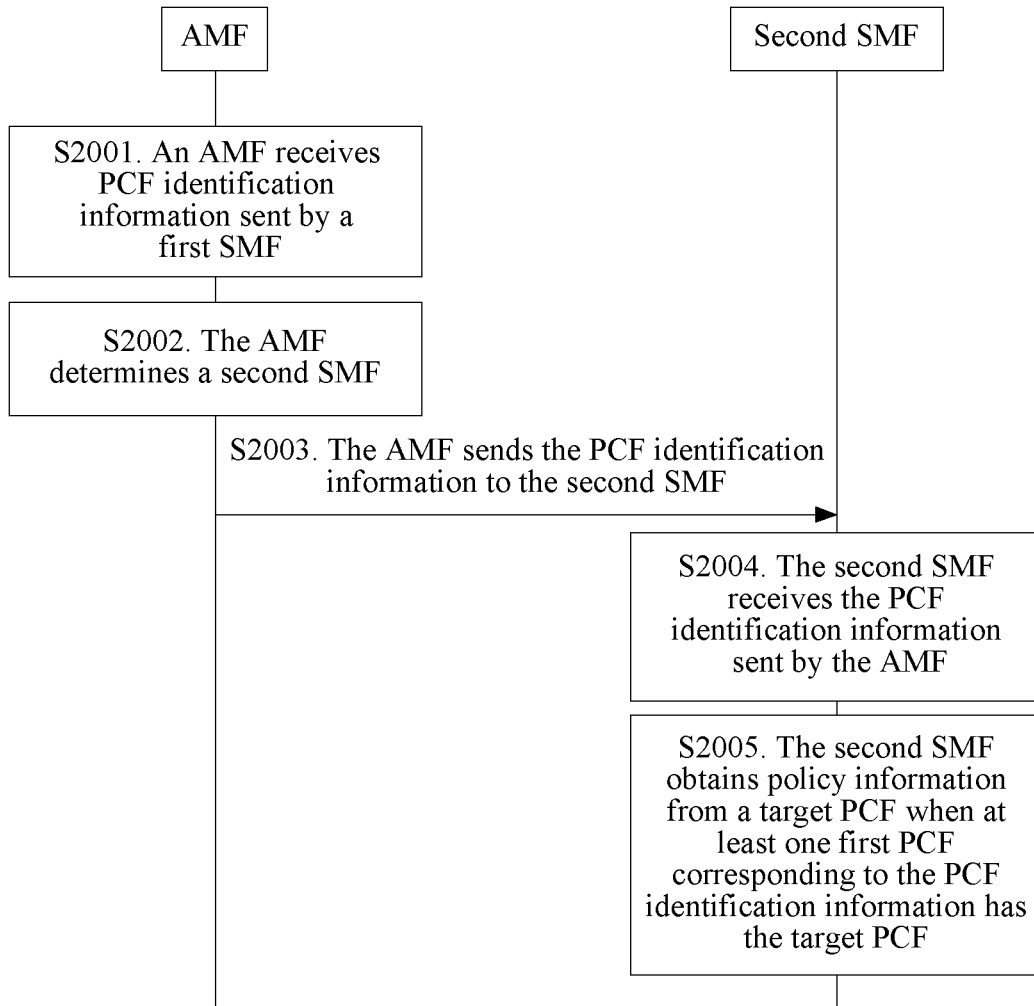 AMF
Second SMF
S2001. An AMF receives
PCF identification
information sent by a
first SMF
S2002. The AMF
determines a second SMF
S2003. The AMF sends the PCF identification
information to the second SMF
S2004. The second SMF
receives the PCF
identification information
sent by the AMF
S2005. The second SMF
obtains policy information
from a target PCF when at
least one first PCF
corresponding to the PCF
identification information has
the target PCF